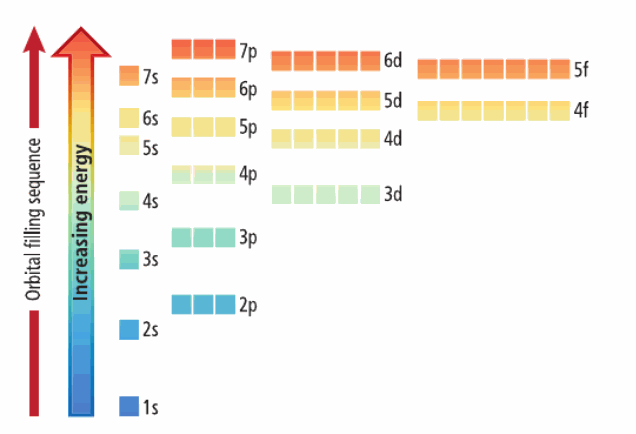 Orbital filling sequence
Increasing energy
7p
6d
5f
7s
6p
5d
4f
6s
5p
4d
5s
4p
3d
4s
3p
3s
2p
2s
1s